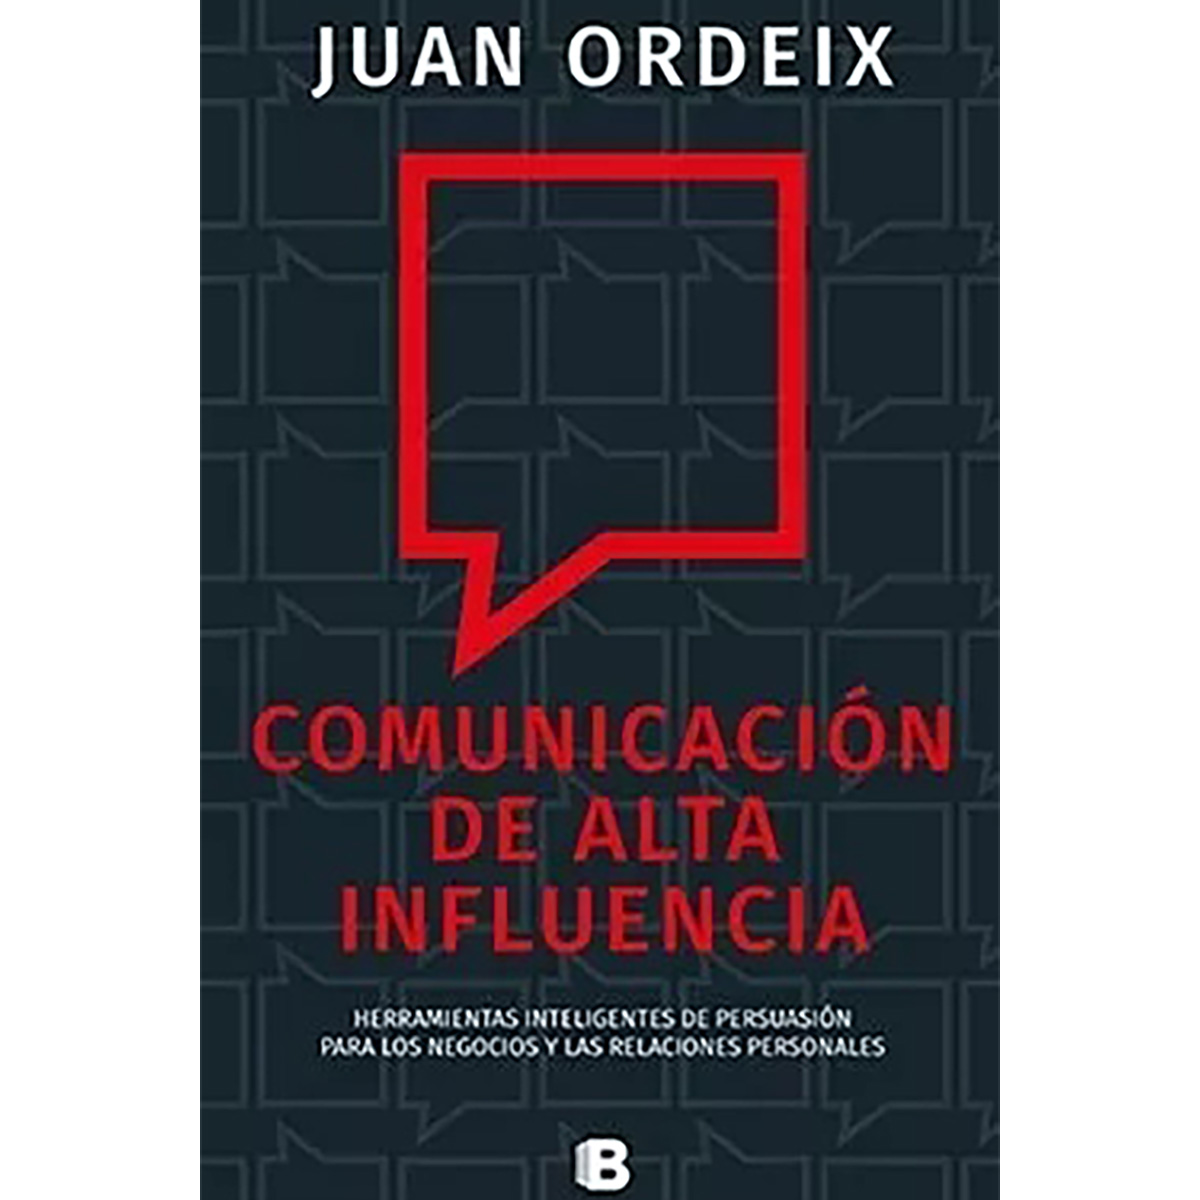 JUAN ORDEIX
COMUNICACIÓN
DE ALTA
INFLUENCIA
HERRAMIENTAS INTELIGENTES DE PERSUASIÓN
PARA LOS NEGOCIOS Y LAS RELACIONES PERSONALES
B